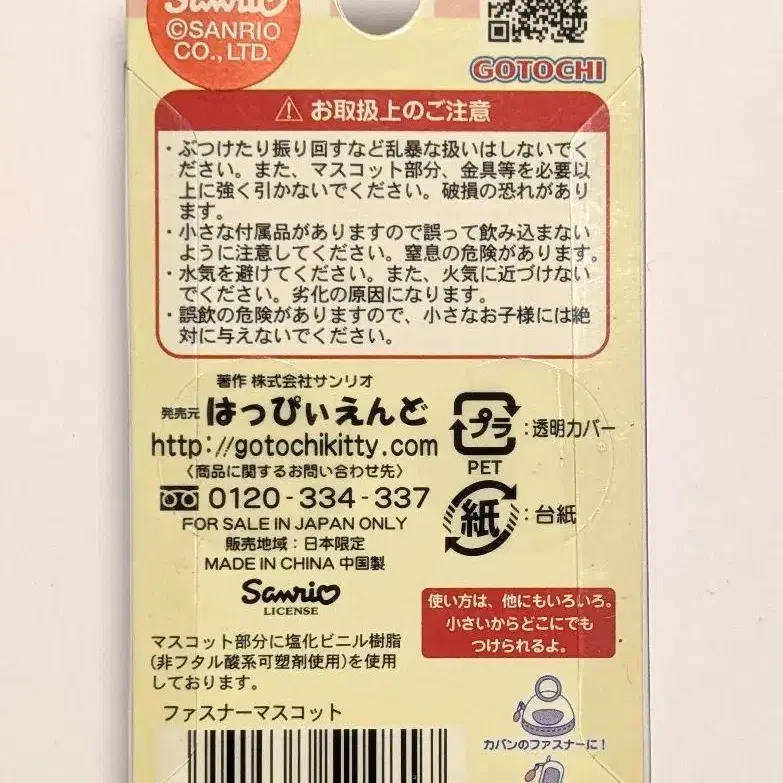 Sanrio
©SANRIO
CO., LTD.
GOTOCHI
お取扱上のご注意
・ぶつけたり振り回すなど乱暴な扱いはしないでく
ださい。また、マスコット部分、金具等を必要以
上に強く引かないでください。破損の恐れがあり
ます。
・小さな付属品がありますので誤って飲み込まない
ように注意してください。窒息の危険があります。
・水気を避けてください。また、火気に近づけない
でください。劣化の原因になります。
・誤飲の危険がありますので、小さなお子様には絶
対に与えないでください。
著作 株式会社サンリオ
発売元 はっぴぃえんど
http://gotochikitty.com
〈商品に関するお問い合わせ先〉
0120-334-337
FOR SALE IN JAPAN ONLY
販売地域：日本限定
MADE IN CHINA 中国製
Sanrio
LICENSE
プラ：透明カバー
PET
紙：台紙
使い方は、他にもいろいろ。
小さいからどこにでも
つけられるよ。
マスコット部分に塩化ビニル樹脂
(非フタル酸系可塑剤使用)を使用
しております。
ファスナーマスコット
カバンのファスナーに！